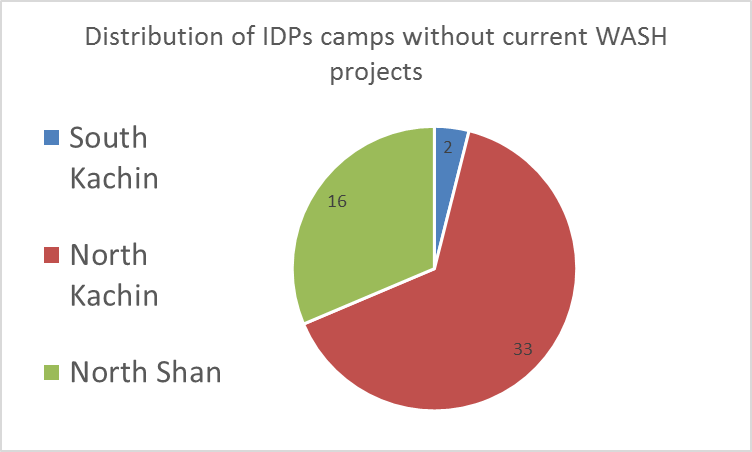 Distribution of IDPs camps without current WASH
projects
South
Kachin
North
Kachin
North Shan
2
16
33